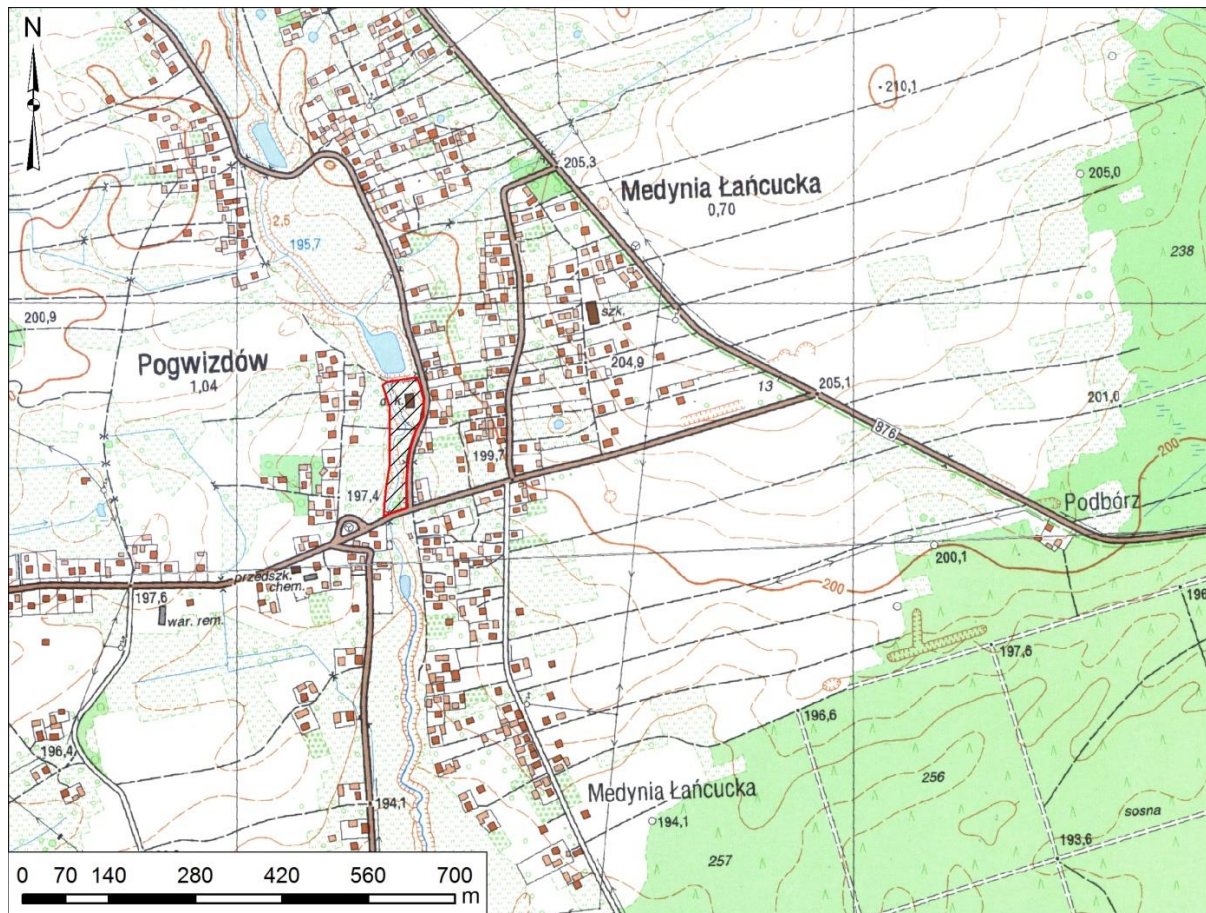 N
210,1
205,3
Medynia Łańcucka
0,70
205,0
2,5
195,7
238
200,9
szk.
Pogwizdów
1,04
204,9
13
205,1
201,0
d. k.
876
199,7
200
197,4
Podbórz
200,1
200
przedszk.
chem.
197,6
war. rem.
196
197,6
196,6
196,4
256
Medynia Łańcucka
194,1
194,1
sosna
193,6
257
0 70 140 280 420 560 700
m